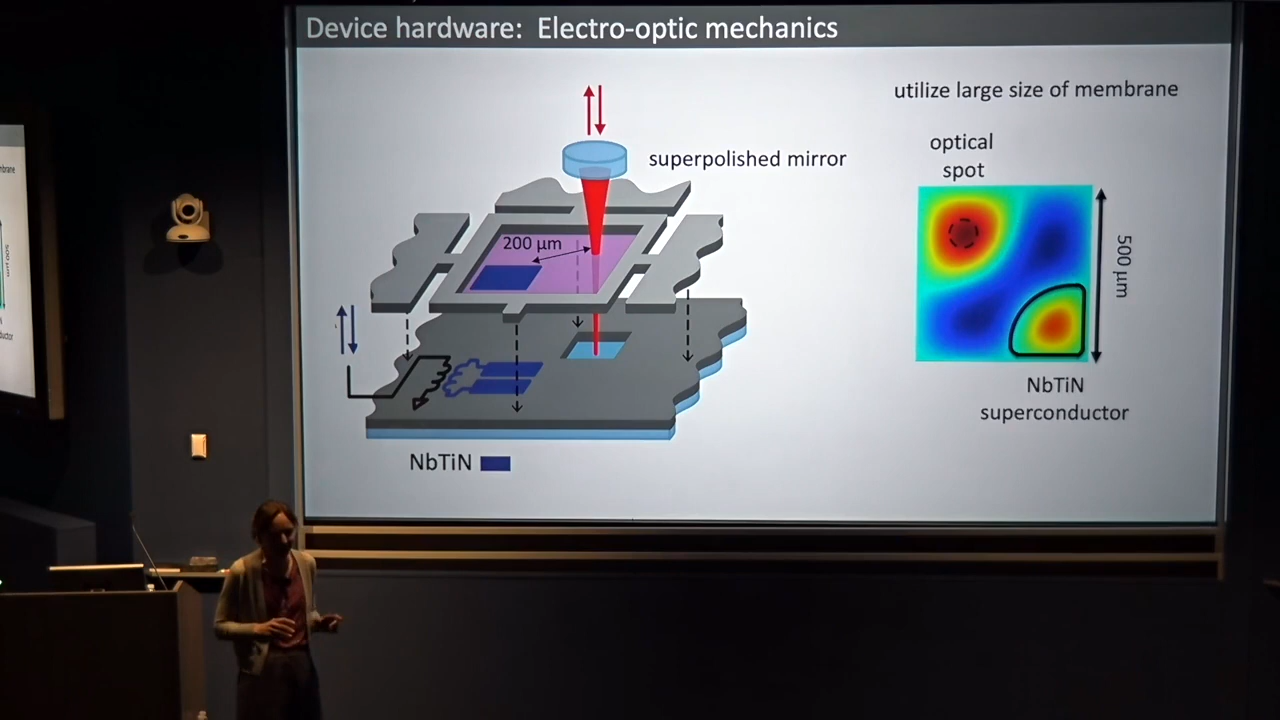 Device hardware: Electro-optic mechanics
utilize large size of membrane
optical
spot
superpolished mirror
200 µm
500 µm
NbTiN
superconductor
NbTiN